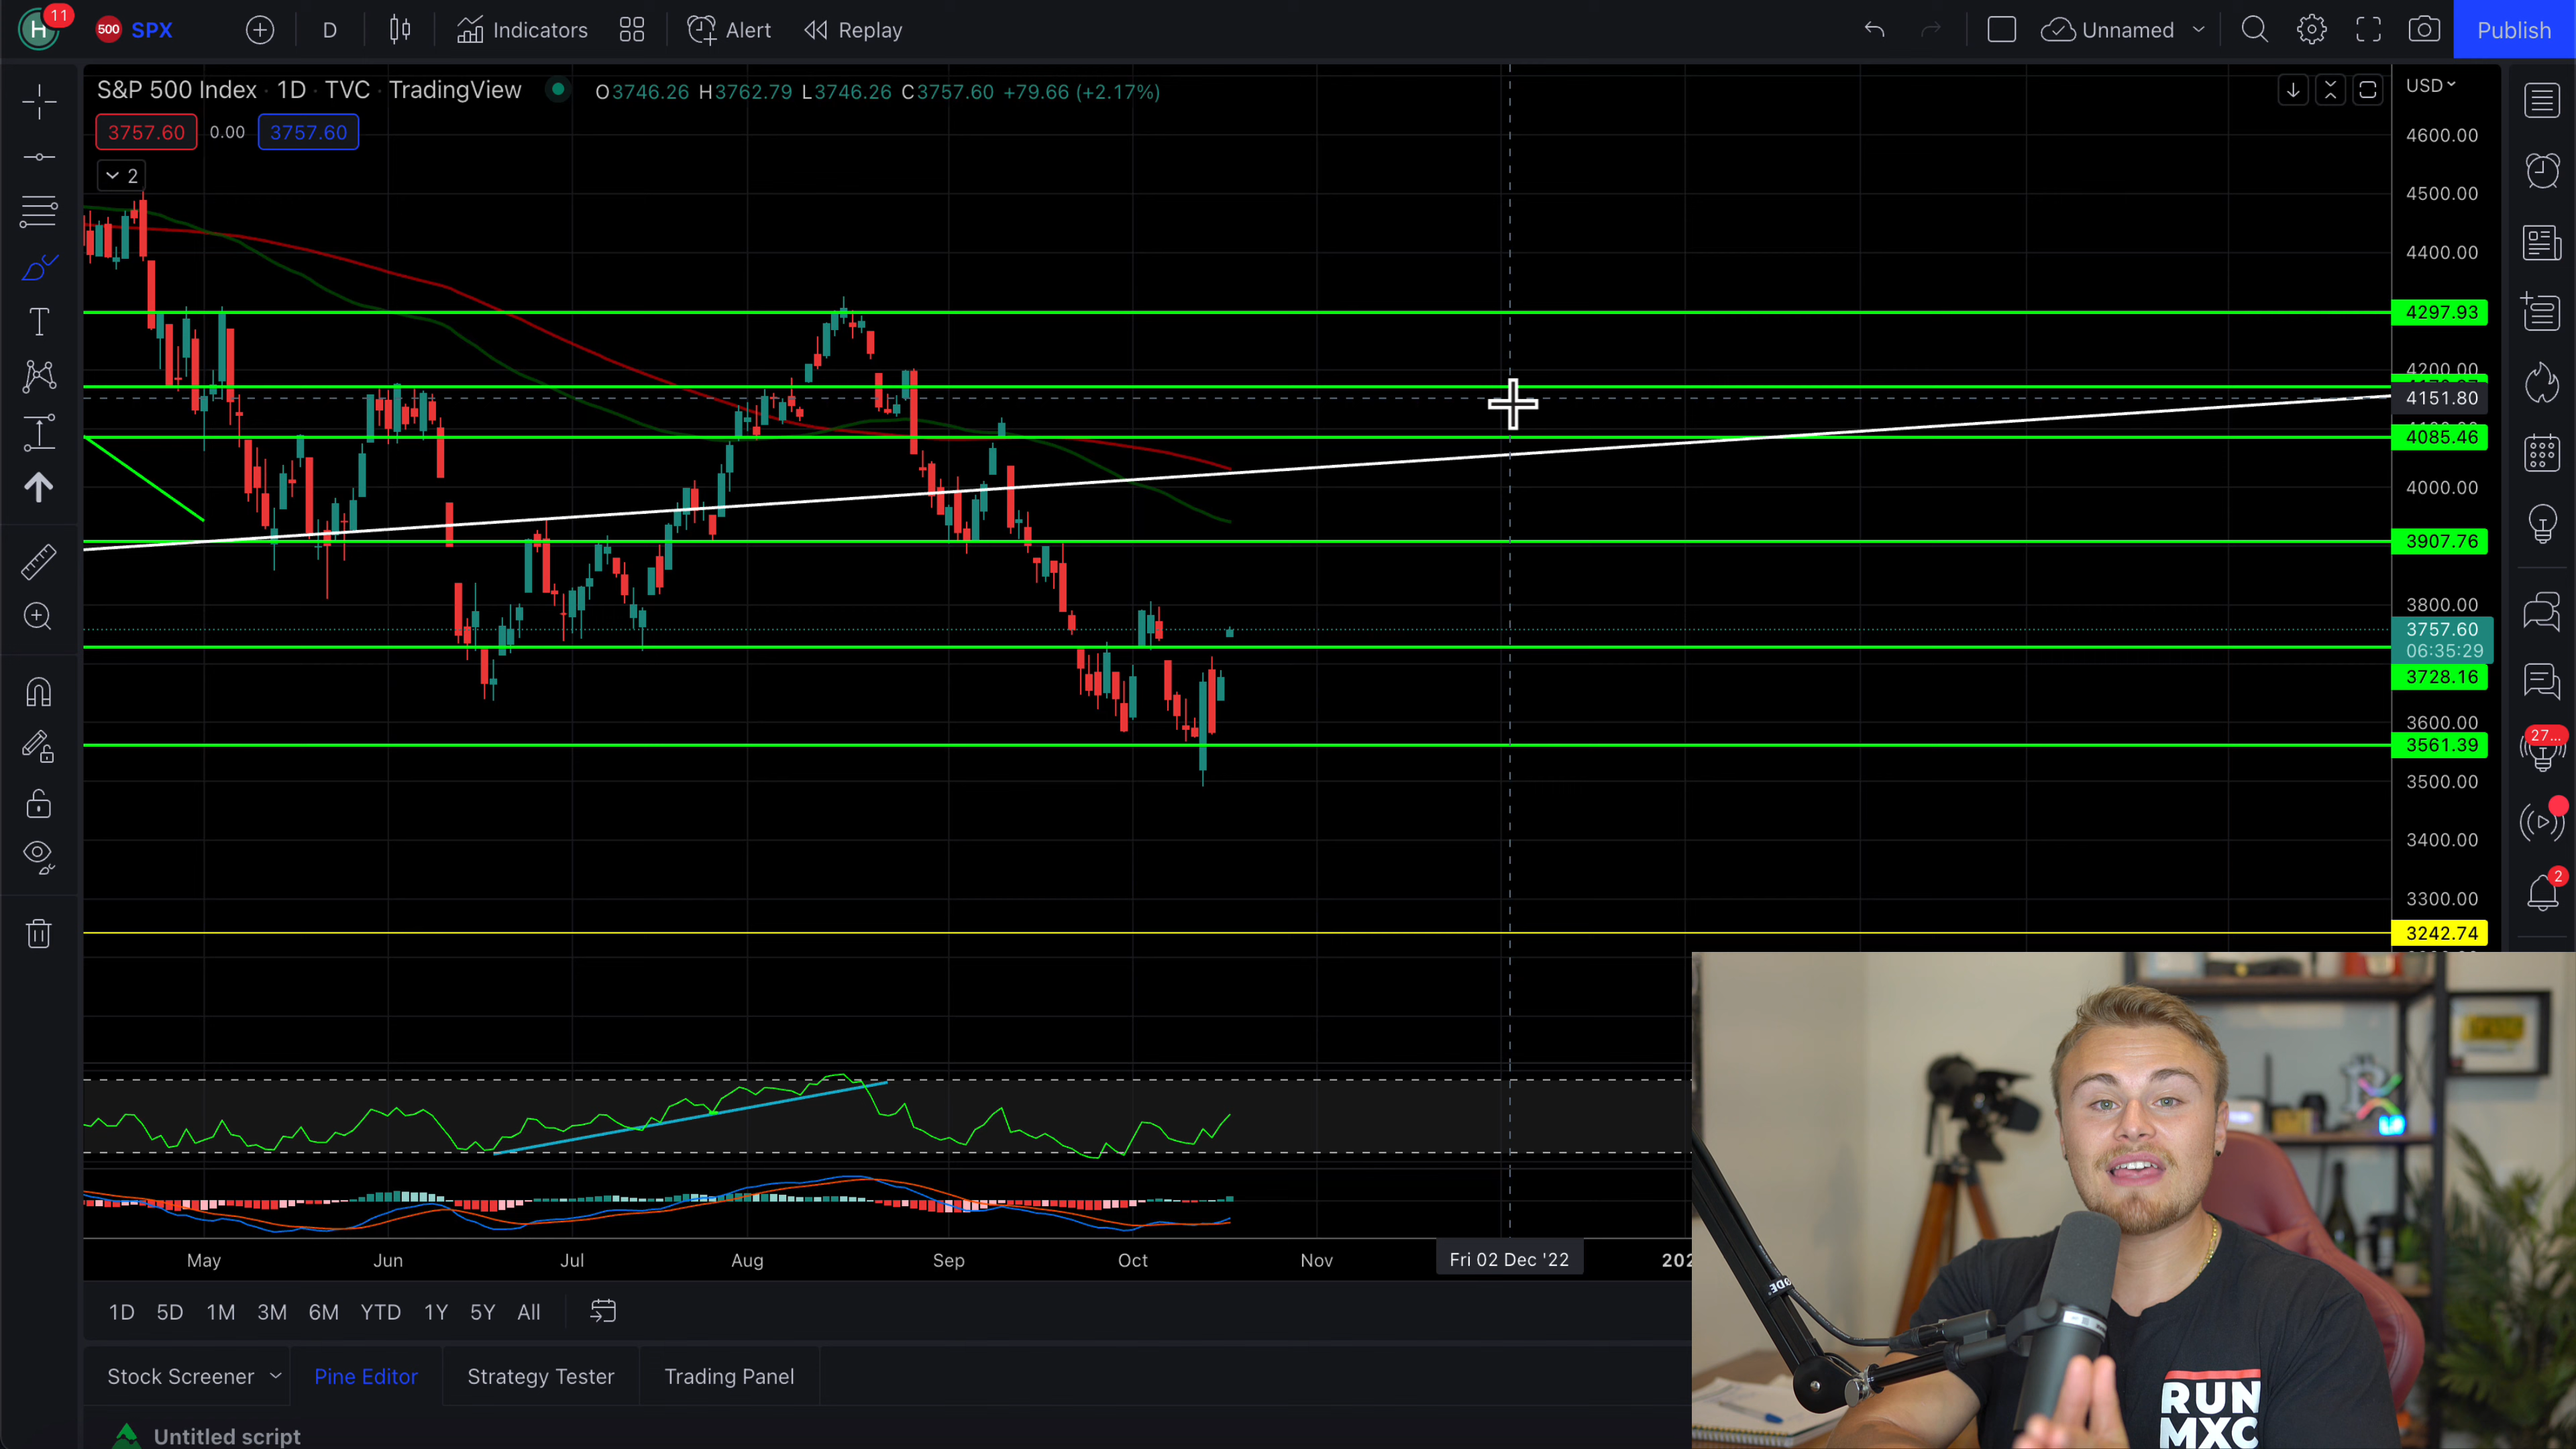 H 11 500 SPX D Indicators Alert Replay Unnamed Publish
S&P 500 Index · 1D · TVC · TradingView O3746.26 H3762.79 L3746.26 C3757.60 +79.66 (+2.17%)
USD
3757.60 0.00 3757.60
2
4600.00
4500.00
4400.00
4297.93
4200.00
4151.80
4085.46
4000.00
3907.76
3800.00
3757.60
06:35:29
3728.16
3600.00
3561.39
3500.00
3400.00
3300.00
3242.74
27...
2
May Jun Jul Aug Sep Oct Nov Fri 02 Dec '22
1D 5D 1M 3M 6M YTD 1Y 5Y All
Stock Screener Pine Editor Strategy Tester Trading Panel
Untitled script
RUN
MXC